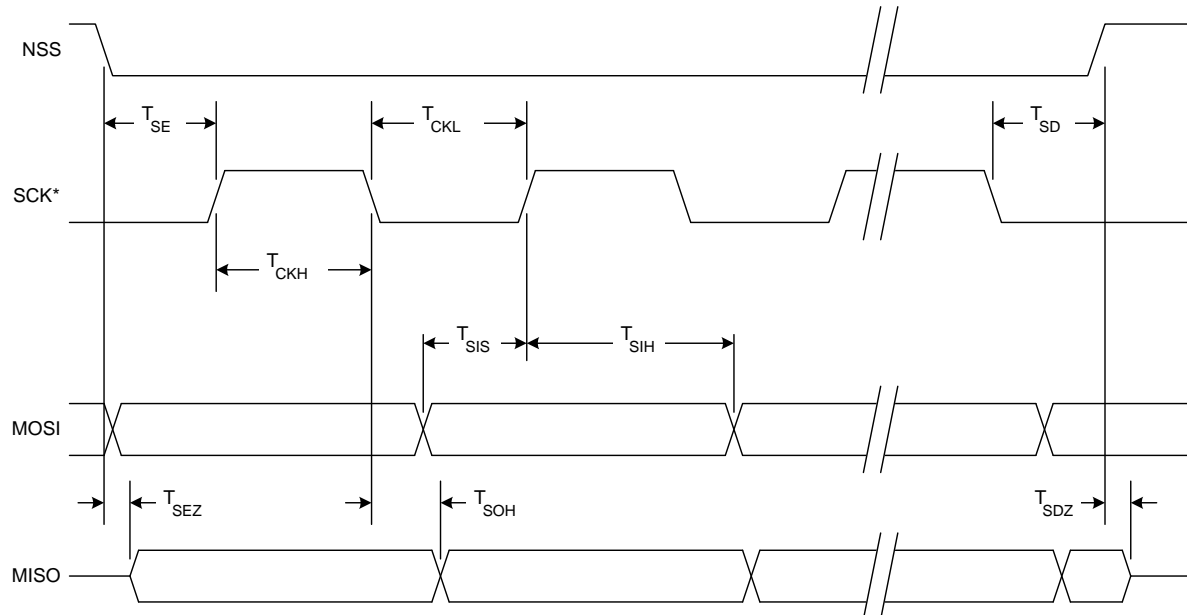 NSS
T_SE
T_CKL
T_SD
SCK*
T_CKH
T_SIS
T_SIH
MOSI
T_SEZ
T_SOH
T_SDZ
MISO